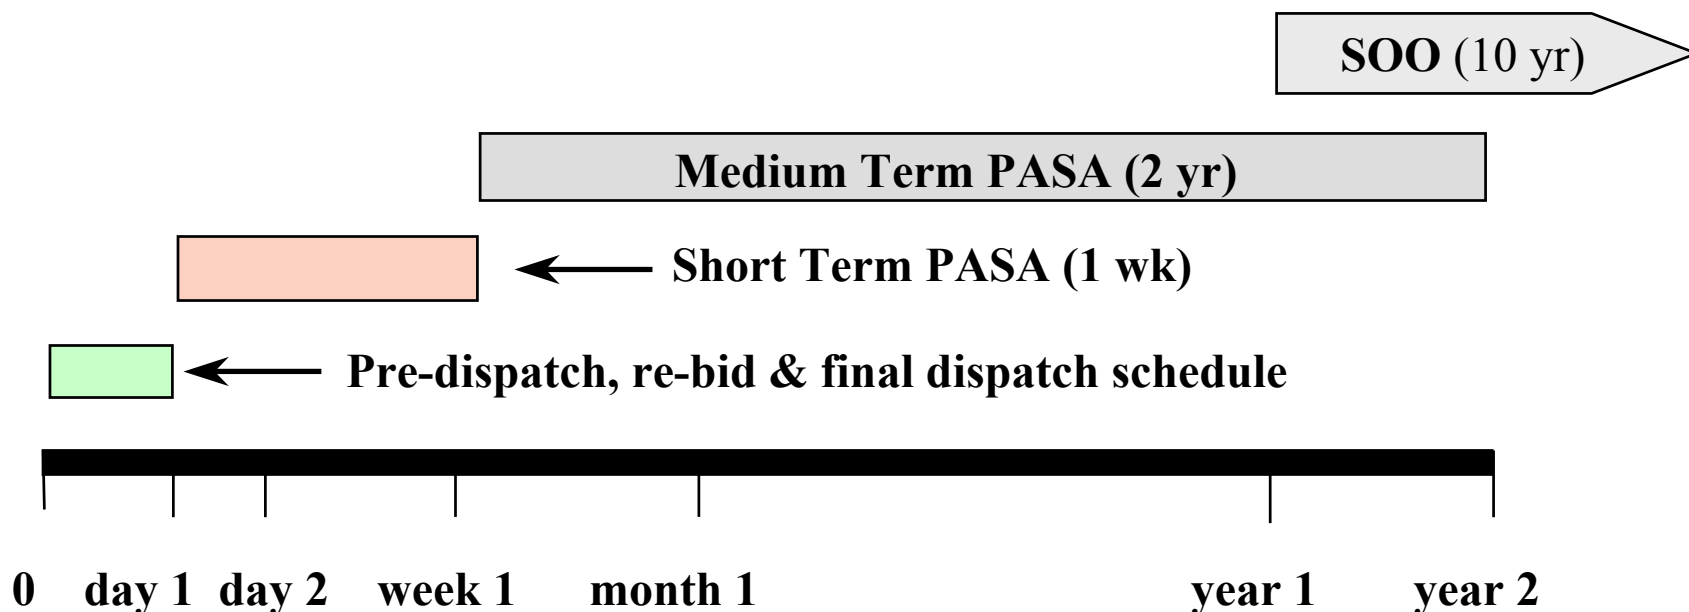 SOO (10 yr)
Medium Term PASA (2 yr)
Short Term PASA (1 wk)
Pre-dispatch, re-bid & final dispatch schedule
0 day 1 day 2 week 1 month 1 year 1 year 2